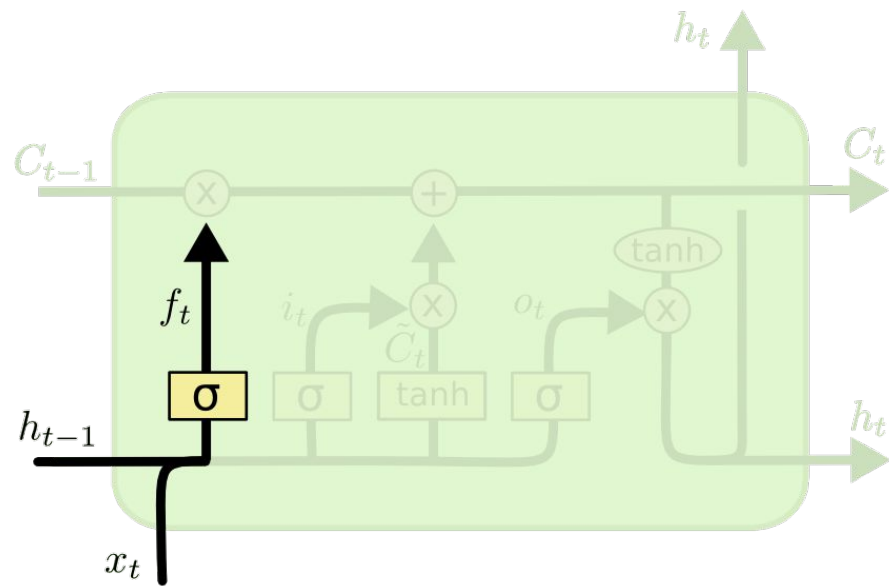 h_t
C_{t-1}
C_t
x
+
tanh
f_t
i_t
x
o_t
x
C̃_t
σ
σ
tanh
σ
h_{t-1}
h_t
x_t